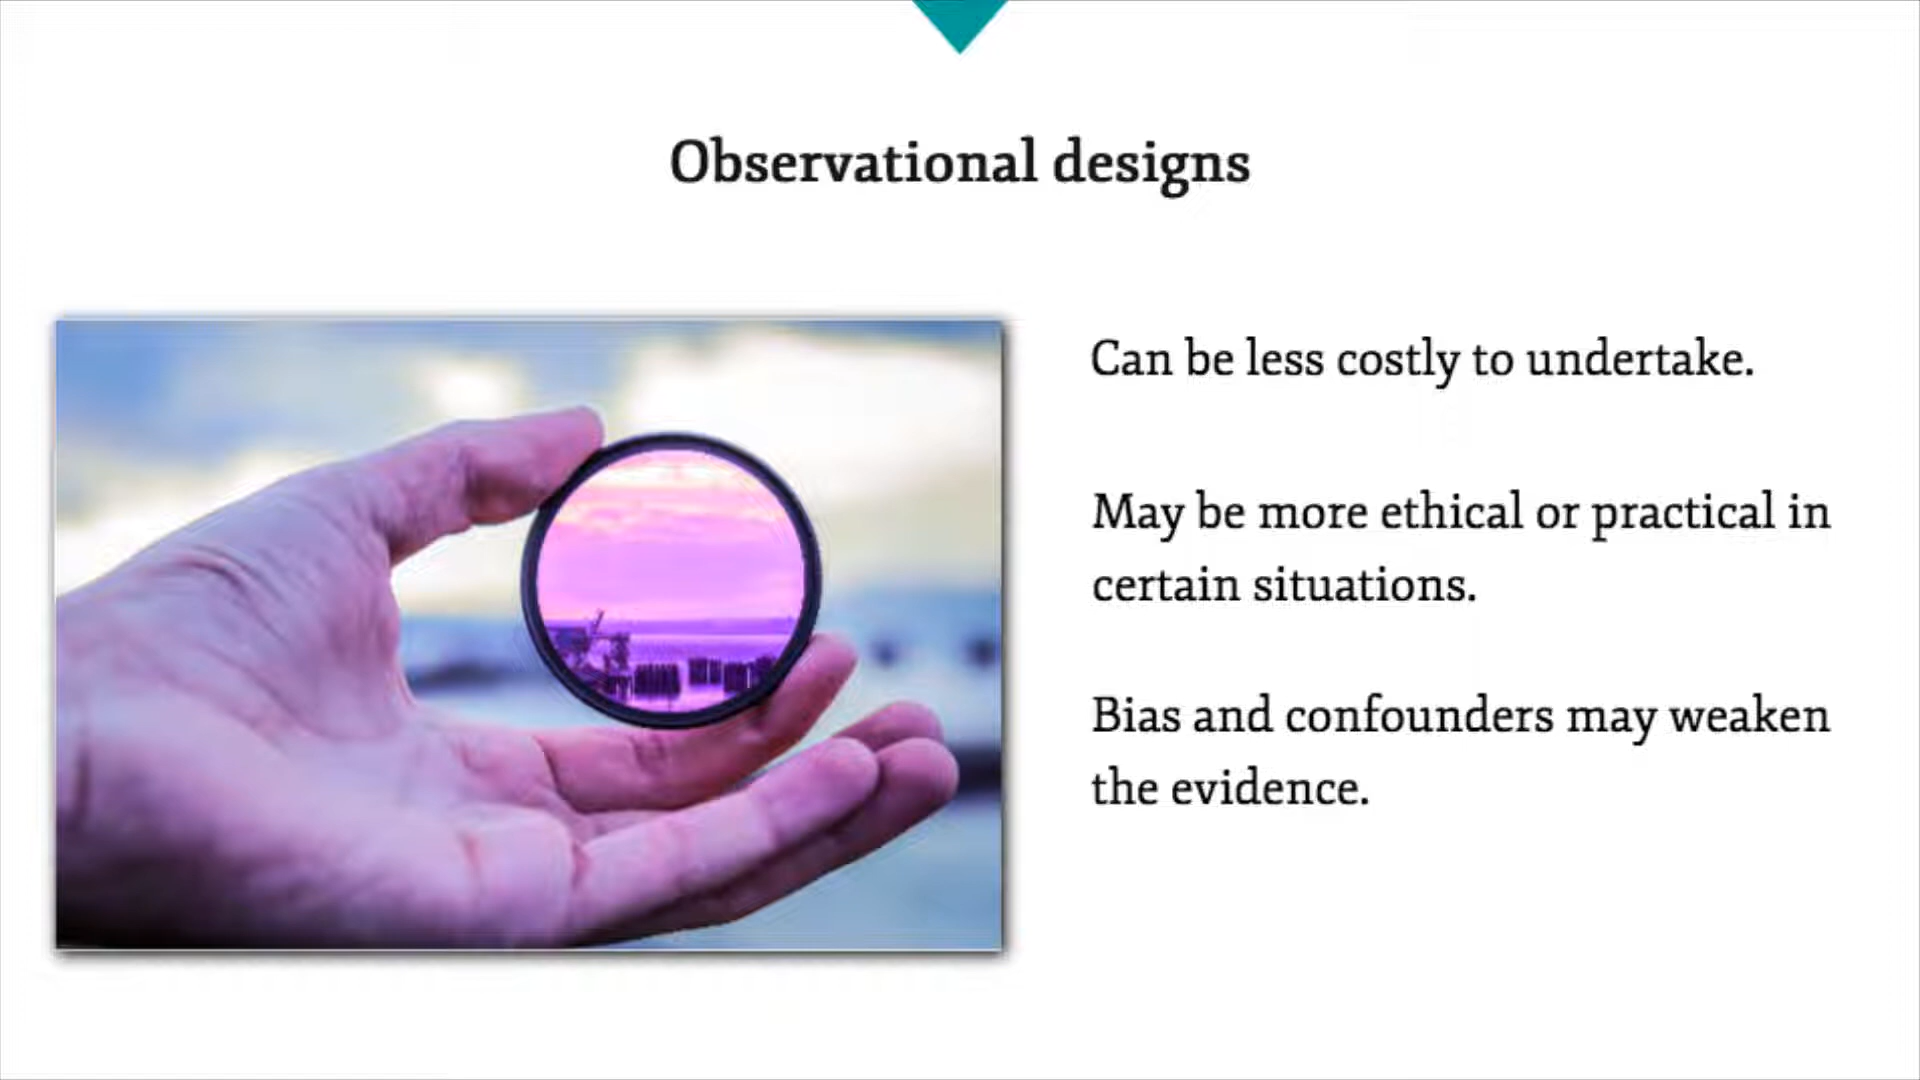 Observational designs
Can be less costly to undertake.
May be more ethical or practical in
certain situations.
Bias and confounders may weaken
the evidence.